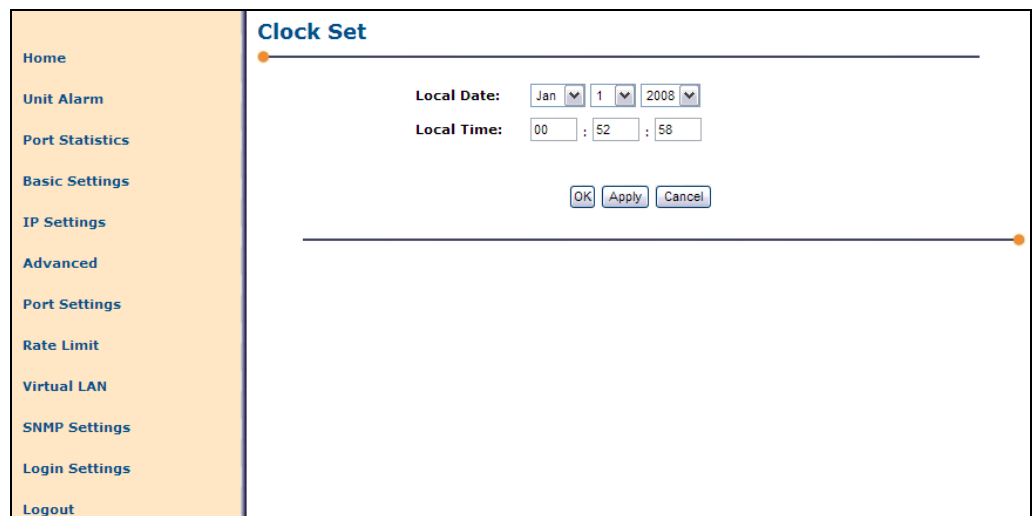 Home
Unit Alarm
Port Statistics
Basic Settings
IP Settings
Advanced
Port Settings
Rate Limit
Virtual LAN
SNMP Settings
Login Settings
Logout
Clock Set
Local Date: Jan 1 2008
Local Time: 00 : 52 : 58
OK Apply Cancel